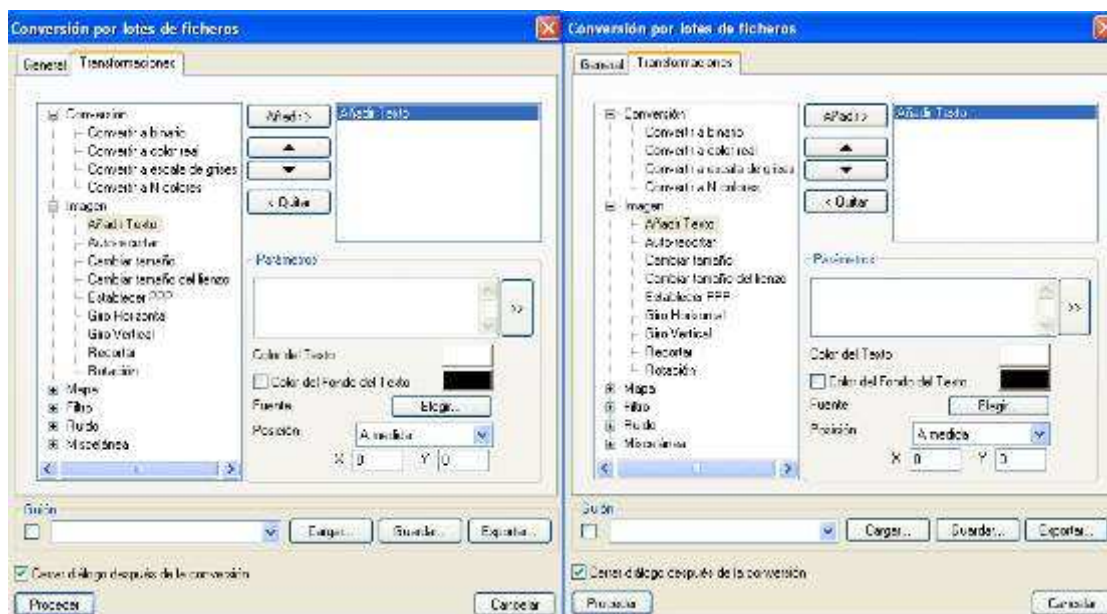 Conversión por lotes de ficheros
General Transformaciones
Conversión
Convertir a binario
Convertir a color real
Convertir a escala de grises
Convertir a N colores
Imagen
Añadir Texto
Auto-recortar
Cambiar tamaño
Cambiar tamaño del lienzo
Establecer PPP
Giro Horizontal
Giro Vertical
Recortar
Rotación
Mapa
Filtro
Ruido
Miscelánea
Añadir >
< Quitar
Añadir Texto
Parámetros
>>
Color del Texto
Color del Fondo del Texto
Fuente
Elegir...
Posición
A medida
X 0 Y 0
Guión
Cargar... Guardar... Exportar...
Cerrar diálogo después de la conversión
Proceder Cancelar
Conversión por lotes de ficheros
General Transformaciones
Conversión
Convertir a binario
Convertir a color real
Convertir a escala de grises
Convertir a N colores
Imagen
Añadir Texto
Auto-recortar
Cambiar tamaño
Cambiar tamaño del lienzo
Establecer PPP
Giro Horizontal
Giro Vertical
Recortar
Rotación
Mapa
Filtro
Ruido
Miscelánea
Añadir >
< Quitar
Añadir Texto
Parámetros
>>
Color del Texto
Color del Fondo del Texto
Fuente
Elegir...
Posición
A medida
X 0 Y 0
Guión
Cargar... Guardar... Exportar...
Cerrar diálogo después de la conversión
Proceder Cancelar